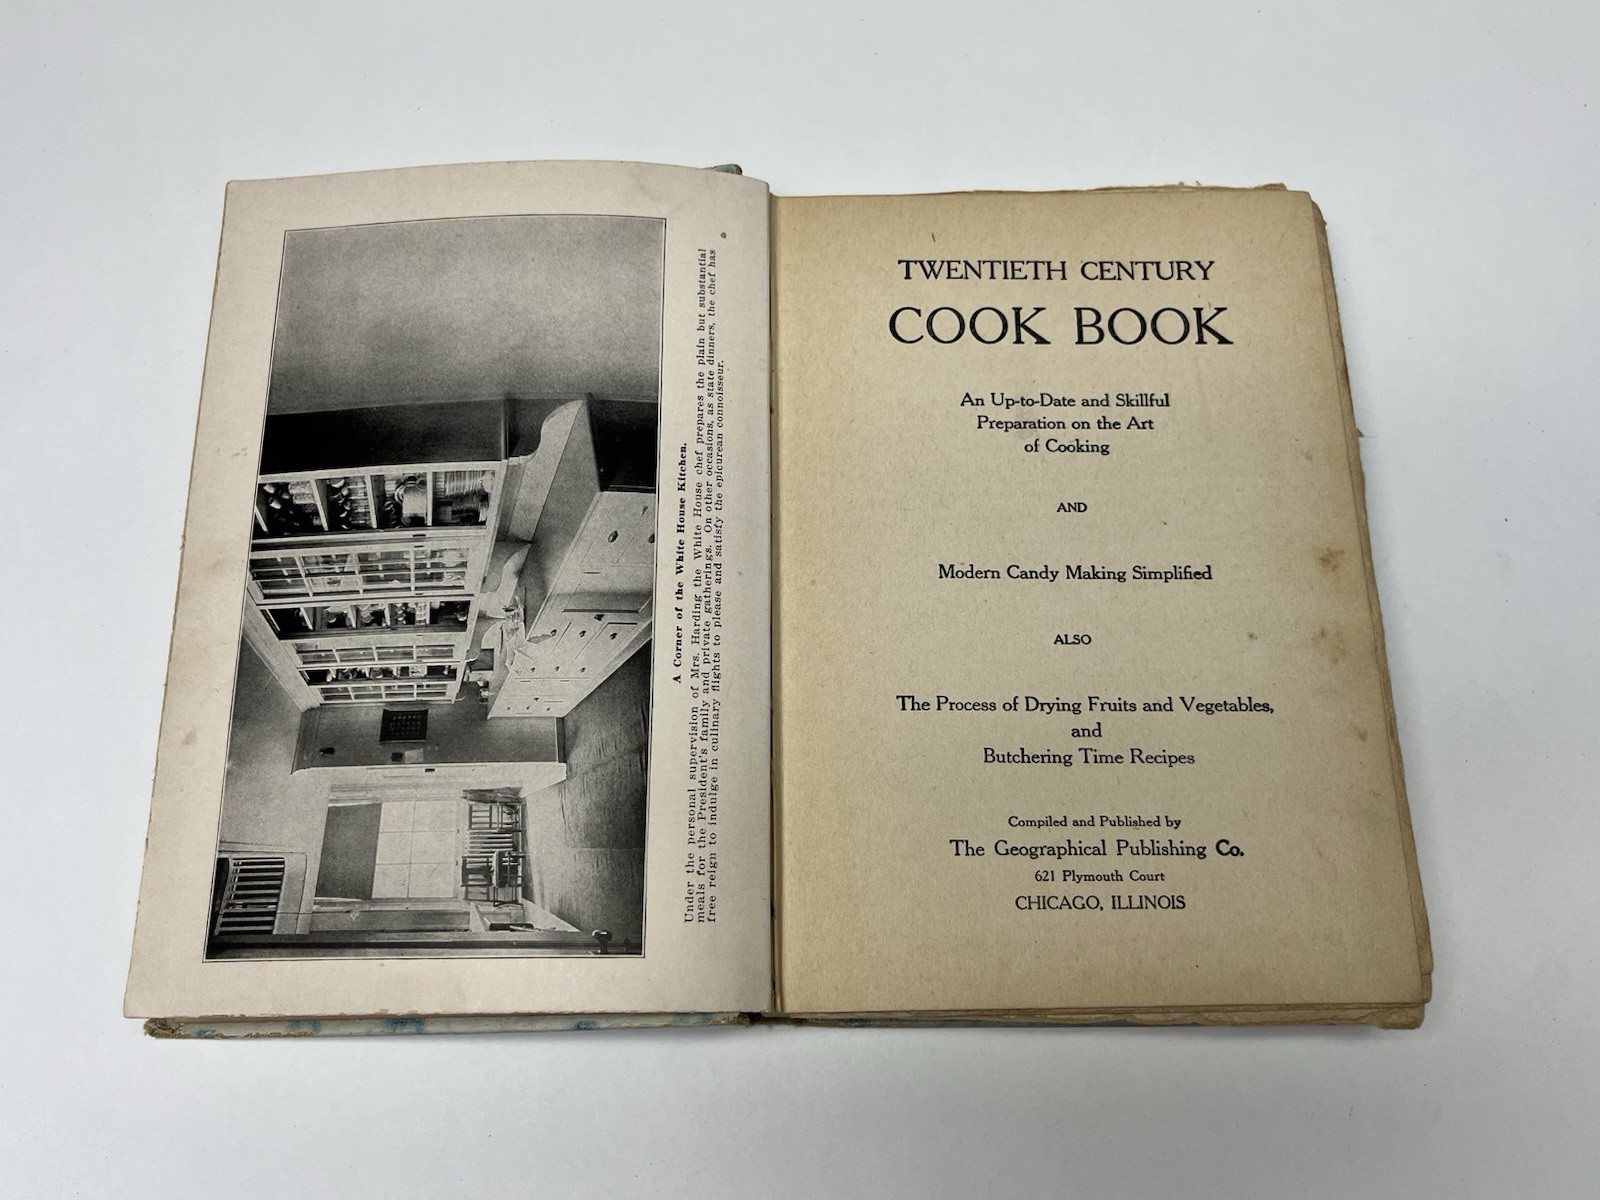 A Corner of the White House Kitchen.
Under the personal supervision of Mrs. Harding the White House chef prepares the plain but substantial
meals for the President's family and private gatherings. On other occasions, as state dinners, the chef has
free reign to indulge in culinary flights to please and satisfy the epicurean connoisseur.
TWENTIETH CENTURY
COOK BOOK
An Up-to-Date and Skillful
Preparation on the Art
of Cooking
AND
Modern Candy Making Simplified
ALSO
The Process of Drying Fruits and Vegetables,
and
Butchering Time Recipes
Compiled and Published by
The Geographical Publishing Co.
621 Plymouth Court
CHICAGO, ILLINOIS